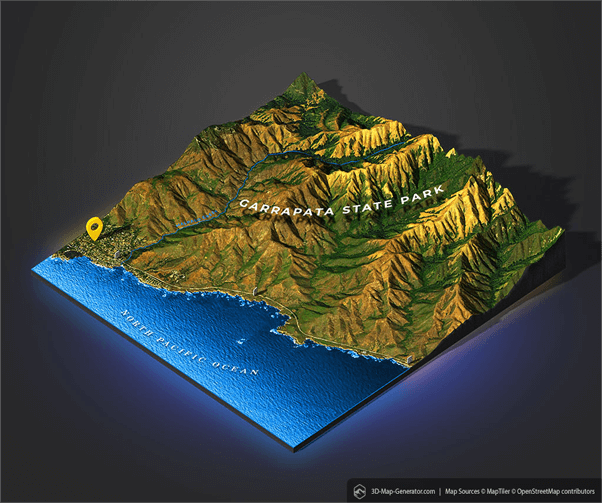 GARRAPATA STATE PARK
NORTH PACIFIC OCEAN
3D-Map-Generator.com | Map Sources © MapTiler © OpenStreetMap contributors